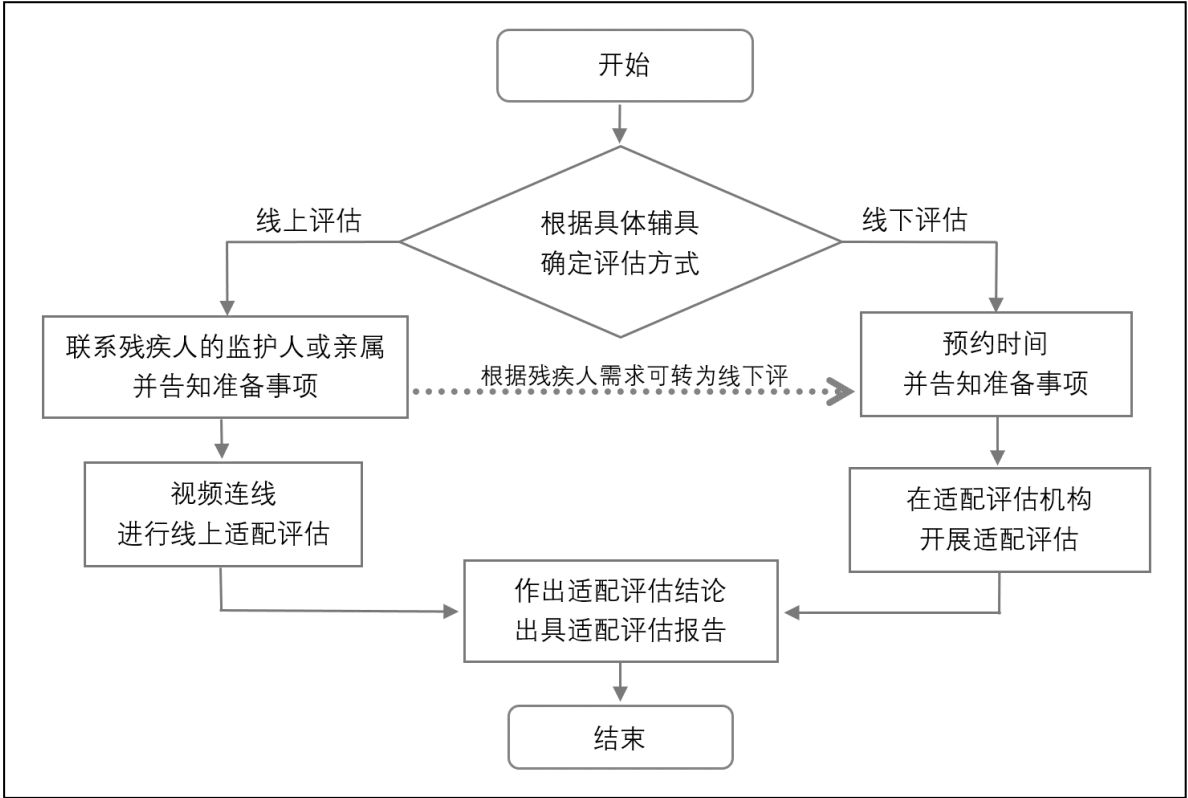 开始
根据具体辅具
确定评估方式
线上评估
线下评估
联系残疾人的监护人或亲属
并告知准备事项
根据残疾人需求可转为线下评
预约时间
并告知准备事项
视频连线
进行线上适配评估
在适配评估机构
开展适配评估
作出适配评估结论
出具适配评估报告
结束